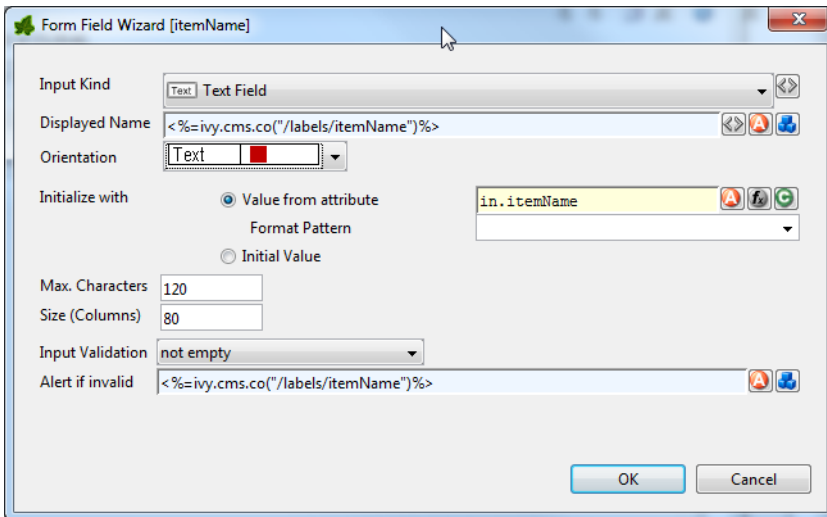 Form Field Wizard [itemName]
Input Kind Text Text Field
Displayed Name <%=ivy.cms.co("/labels/itemName")%>
Orientation Text
Initialize with Value from attribute in.itemName
Format Pattern
Initial Value
Max. Characters 120
Size (Columns) 80
Input Validation not empty
Alert if invalid <%=ivy.cms.co("/labels/itemName")%>
OK Cancel